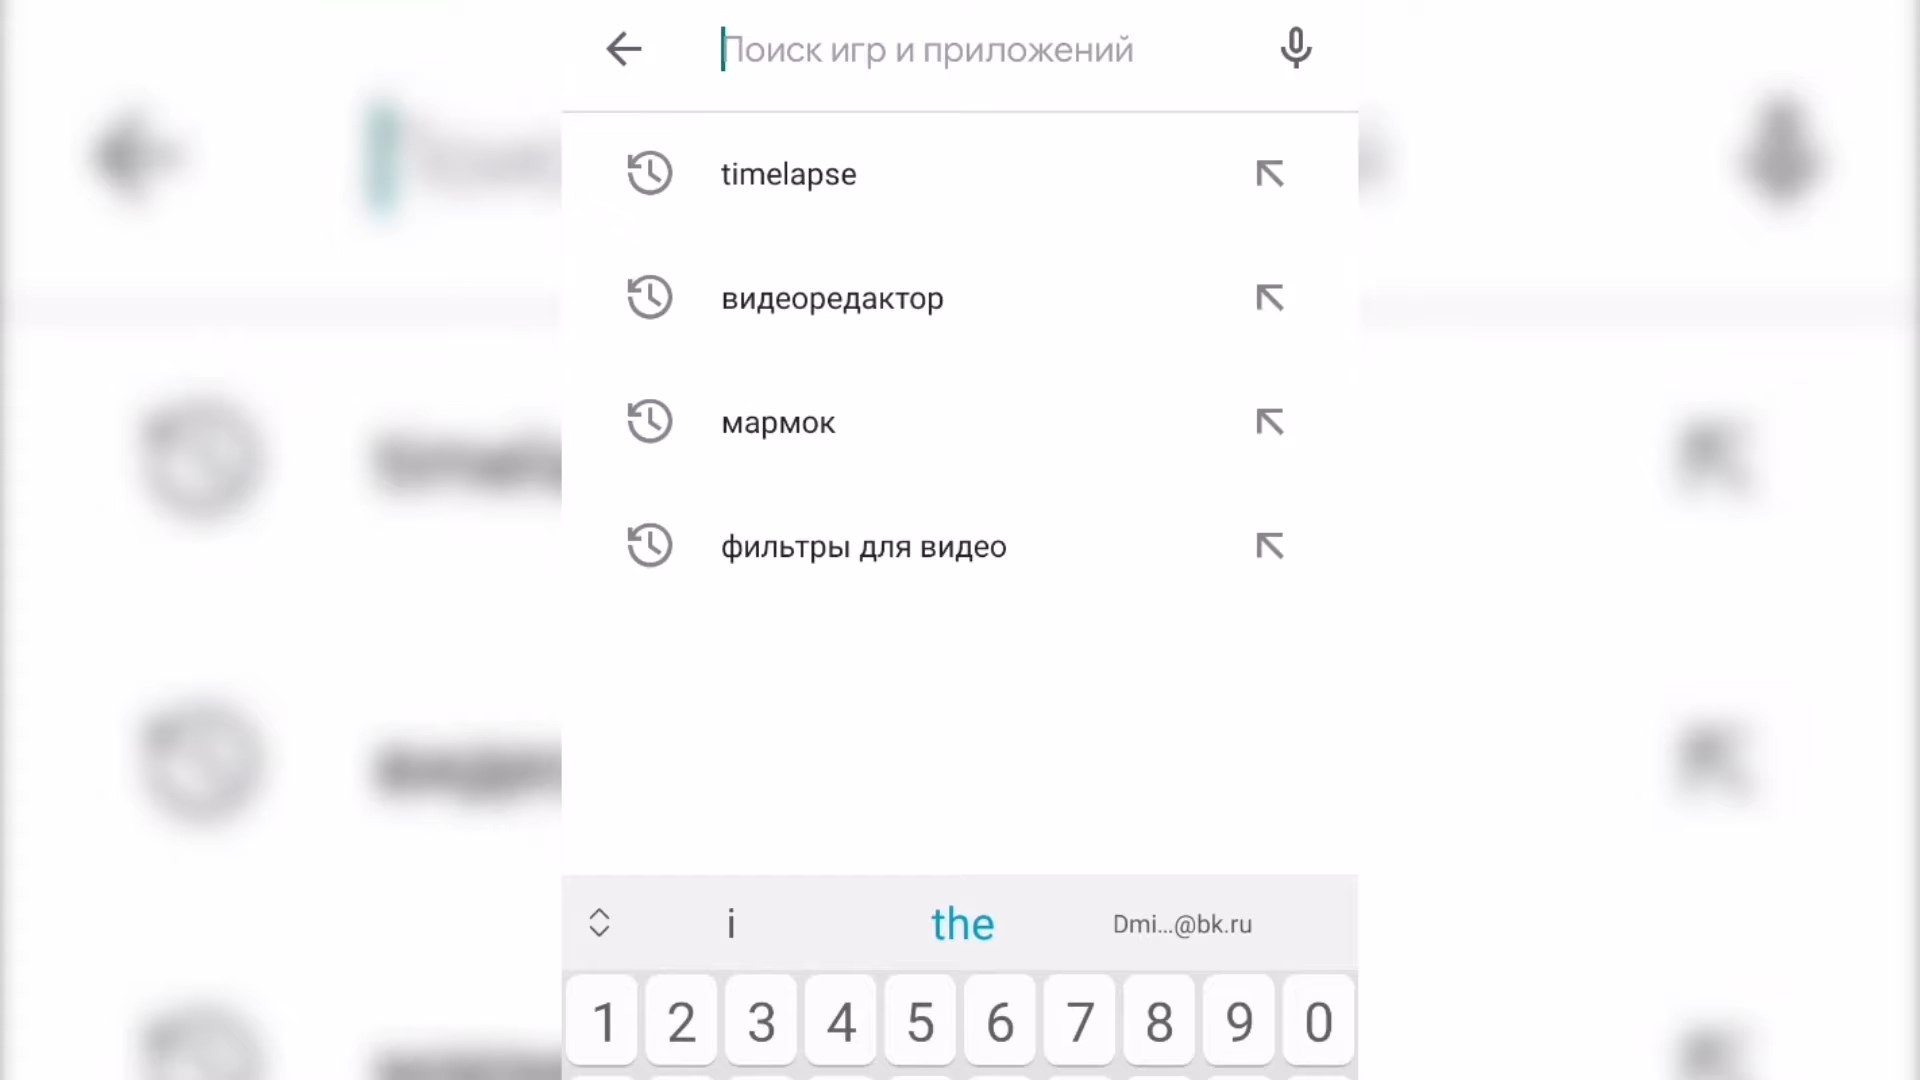 Поиск игр и приложений
timelapse
видеоредактор
мармок
фильтры для видео
i the Dmi...@bk.ru
1 2 3 4 5 6 7 8 9 0